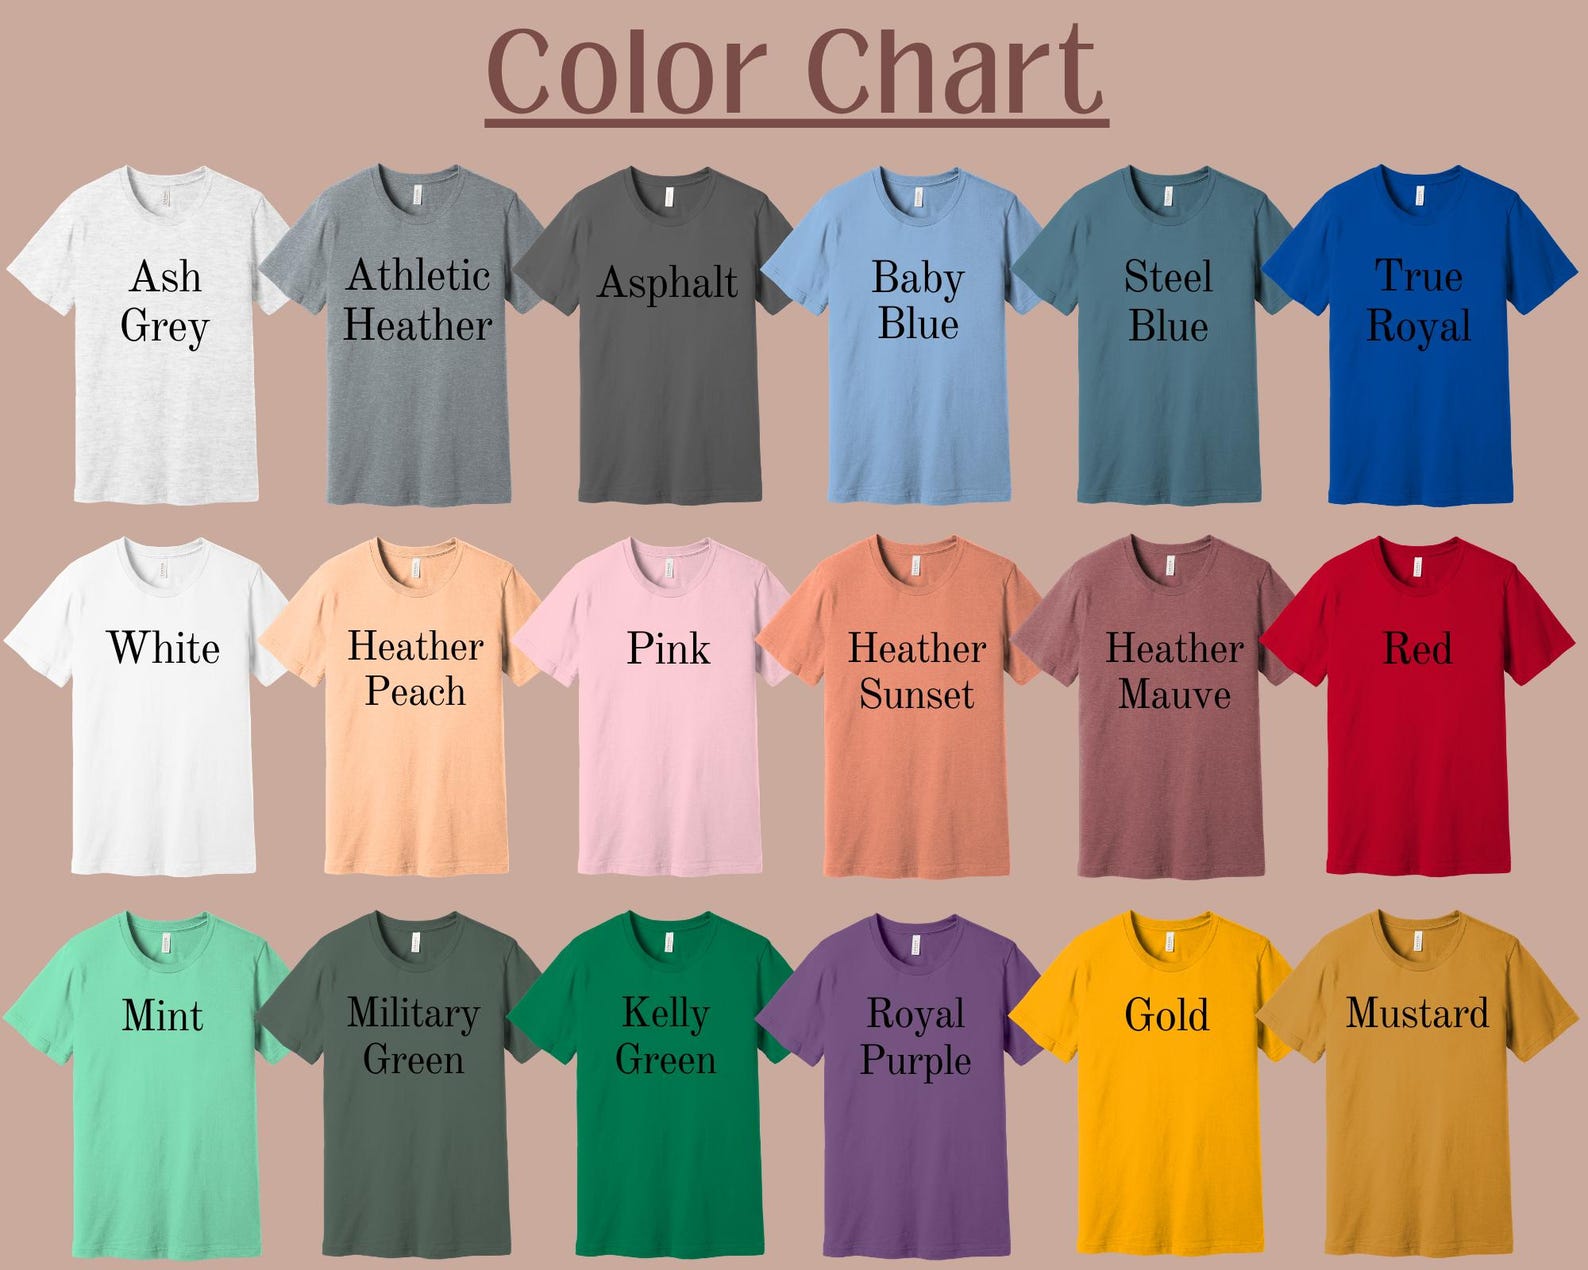 Color Chart
Ash
Grey
Athletic
Heather
Asphalt
Baby
Blue
Steel
Blue
True
Royal
White
Heather
Peach
Pink
Heather
Sunset
Heather
Mauve
Red
Mint
Military
Green
Kelly
Green
Royal
Purple
Gold
Mustard